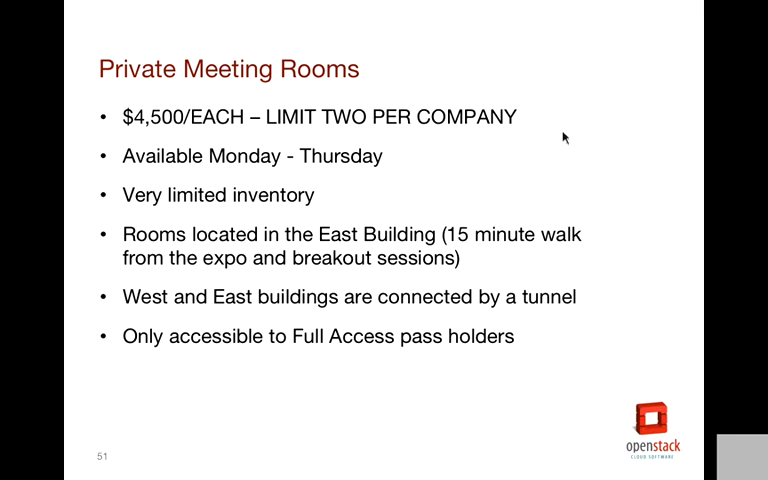 Private Meeting Rooms
• $4,500/EACH – LIMIT TWO PER COMPANY
• Available Monday - Thursday
• Very limited inventory
• Rooms located in the East Building (15 minute walk
from the expo and breakout sessions)
• West and East buildings are connected by a tunnel
• Only accessible to Full Access pass holders
openstack
CLOUD SOFTWARE
51